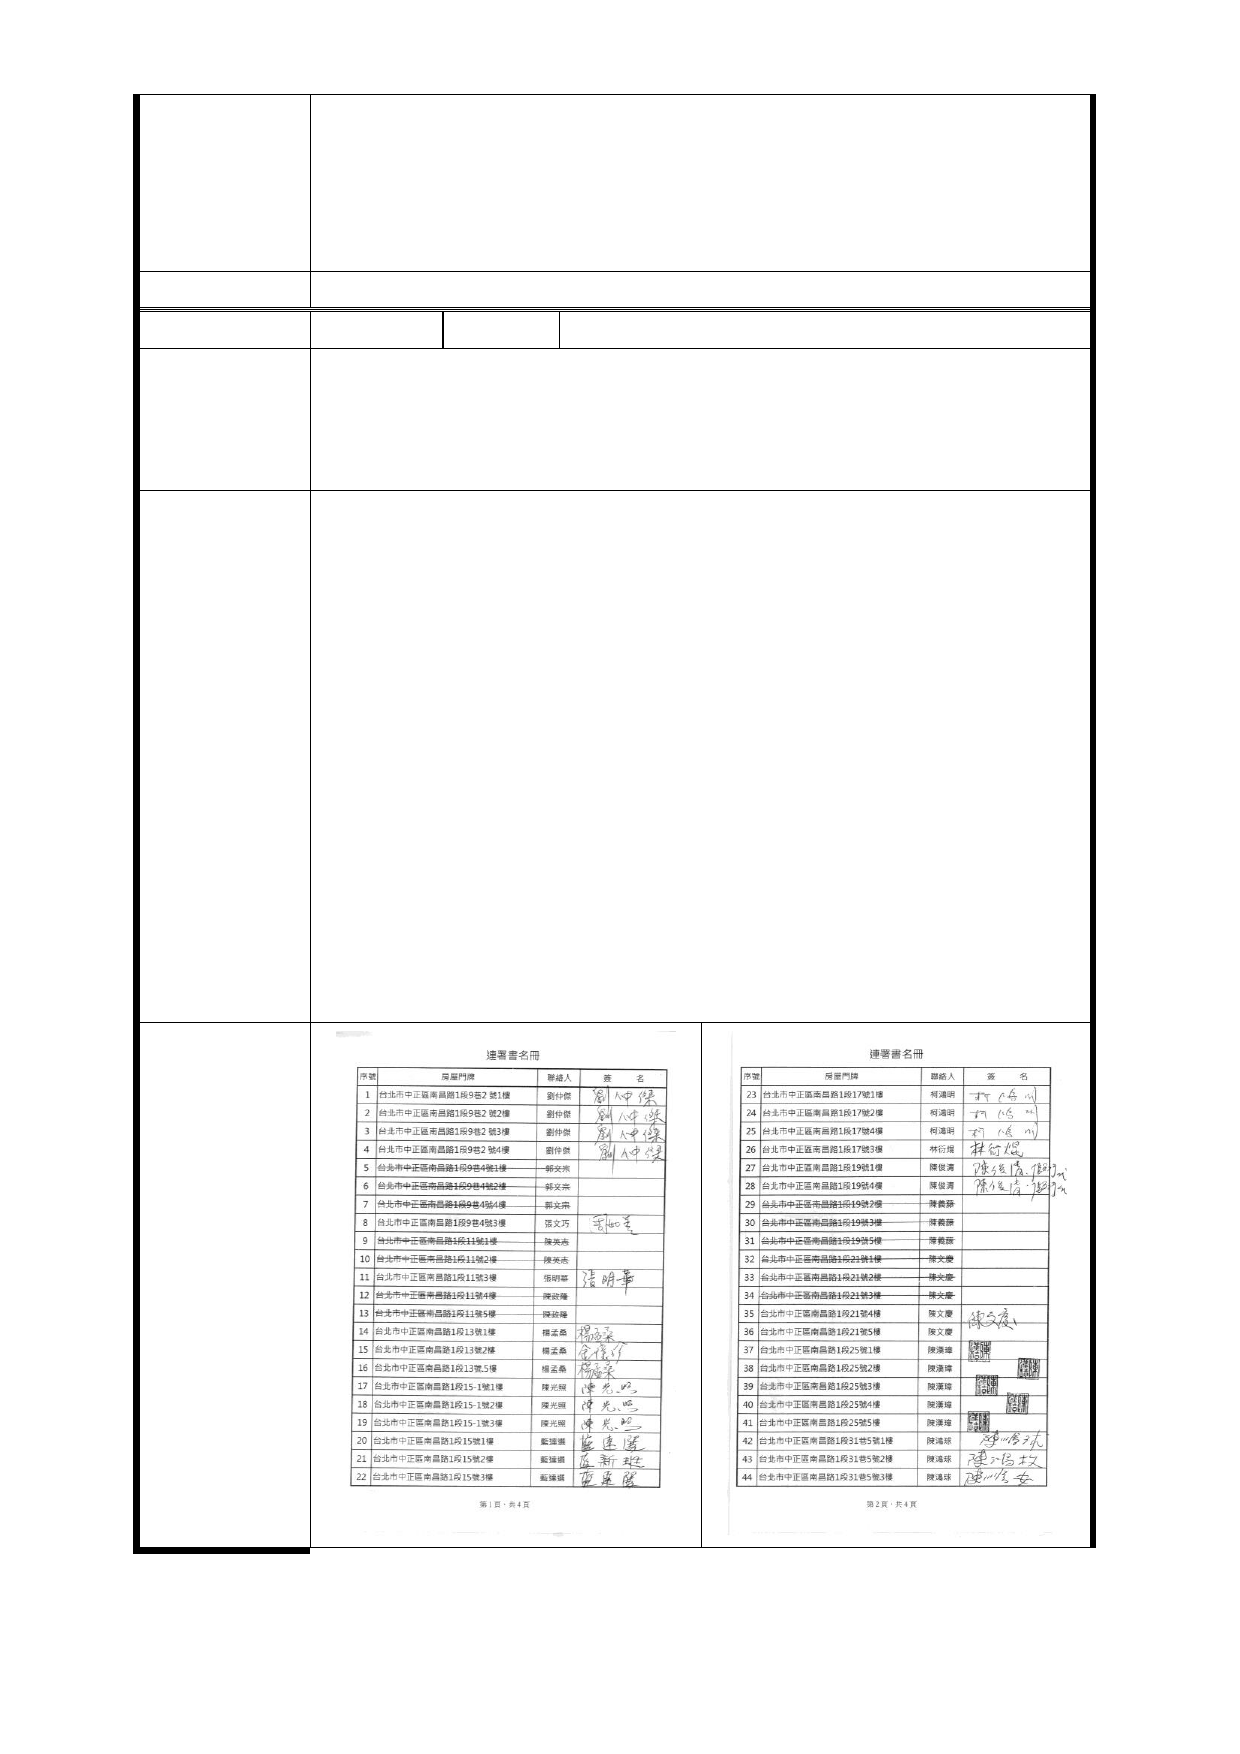 連署書名冊
序號 房屋門牌 聯絡人 簽 名
1 台北市中正區南昌路1段9巷2 號1樓 劉仲傑 劉仲傑
2 台北市中正區南昌路1段9巷2 號2樓 劉仲傑 劉仲傑
3 台北市中正區南昌路1段9巷2 號3樓 劉仲傑 劉仲傑
4 台北市中正區南昌路1段9巷2 號4樓 劉仲傑 劉仲傑
5 台北市中正區南昌路1段9巷4號1樓 郭文宗
6 台北市中正區南昌路1段9巷4號2樓 郭文宗
7 台北市中正區南昌路1段9巷4號4樓 郭文宗
8 台北市中正區南昌路1段9巷4號3樓 張文巧
9 台北市中正區南昌路1段11號1樓 陳英志
10 台北市中正區南昌路1段11號2樓 陳英志
11 台北市中正區南昌路1段11號3樓 張明華 張明華
12 台北市中正區南昌路1段11號4樓
13 台北市中正區南昌路1段11號5樓
14 台北市中正區南昌路1段13號1樓 楊孟桑 楊孟桑
15 台北市中正區南昌路1段13號2樓 楊孟桑
16 台北市中正區南昌路1段13號.5樓 楊孟桑 楊孟桑
17 台北市中正區南昌路1段15-1號1樓 陳光照 陳光照
18 台北市中正區南昌路1段15-1號2樓 陳光照 陳光照
19 台北市中正區南昌路1段15-1號3樓 陳光照 陳光照
20 台北市中正區南昌路1段15號1樓
21 台北市中正區南昌路1段15號2樓
22 台北市中正區南昌路1段15號3樓
第1頁，共4頁
連署書名冊
序號 房屋門牌 聯絡人 簽 名
23 台北市中正區南昌路1段17號1樓 柯鴻明 柯鴻明
24 台北市中正區南昌路1段17號2樓 柯鴻明 柯鴻明
25 台北市中正區南昌路1段17號4樓 柯鴻明 柯鴻明
26 台北市中正區南昌路1段17號3樓 林衍焜 林衍焜
27 台北市中正區南昌路1段19號1樓 陳俊清 陳俊清
28 台北市中正區南昌路1段19號4樓 陳俊清 陳俊清
29 台北市中正區南昌路1段19號2樓 陳義藤
30 台北市中正區南昌路1段19號3樓 陳義藤
31 台北市中正區南昌路1段19號5樓 陳義藤
32 台北市中正區南昌路1段21號1樓 陳文慶
33 台北市中正區南昌路1段21號2樓 陳文慶
34 台北市中正區南昌路1段21號3樓 陳文慶
35 台北市中正區南昌路1段21號4樓 陳文慶 陳文慶
36 台北市中正區南昌路1段21號5樓 陳文慶
37 台北市中正區南昌路1段25號1樓 陳漢璋
38 台北市中正區南昌路1段25號2樓 陳漢璋
39 台北市中正區南昌路1段25號3樓 陳漢璋
40 台北市中正區南昌路1段25號4樓 陳漢璋
41 台北市中正區南昌路1段25號5樓 陳漢璋
42 台北市中正區南昌路1段31巷5號1樓 陳鴻球 陳鴻球
43 台北市中正區南昌路1段31巷5號2樓 陳鴻球
44 台北市中正區南昌路1段31巷5號3樓 陳鴻球
第2頁，共4頁